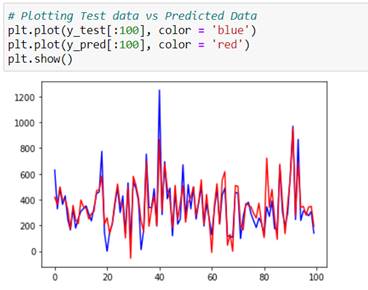 # Plotting Test data vs Predicted Data
plt.plot(y_test[:100], color = 'blue')
plt.plot(y_pred[:100], color = 'red')
plt.show()
1200
1000
800
600
400
200
0
0 20 40 60 80 100